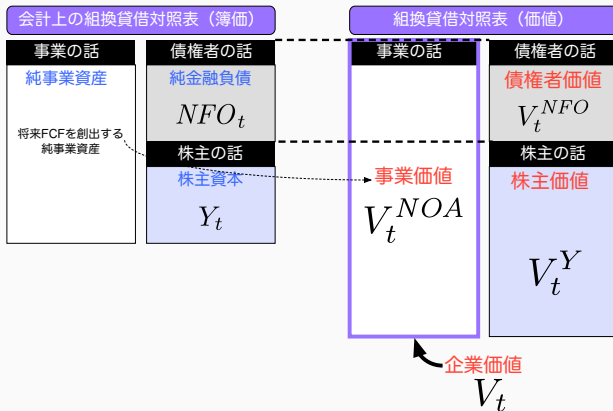 会計上の組換貸借対照表（簿価）
事業の話
純事業資産
将来FCFを創出する
純事業資産
債権者の話
純金融負債
NFO_t
株主の話
株主資本
Y_t
組換貸借対照表（価値）
事業の話
事業価値
V_t^{NOA}
債権者の話
債権者価値
V_t^{NFO}
株主の話
株主価値
V_t^Y
企業価値
V_t